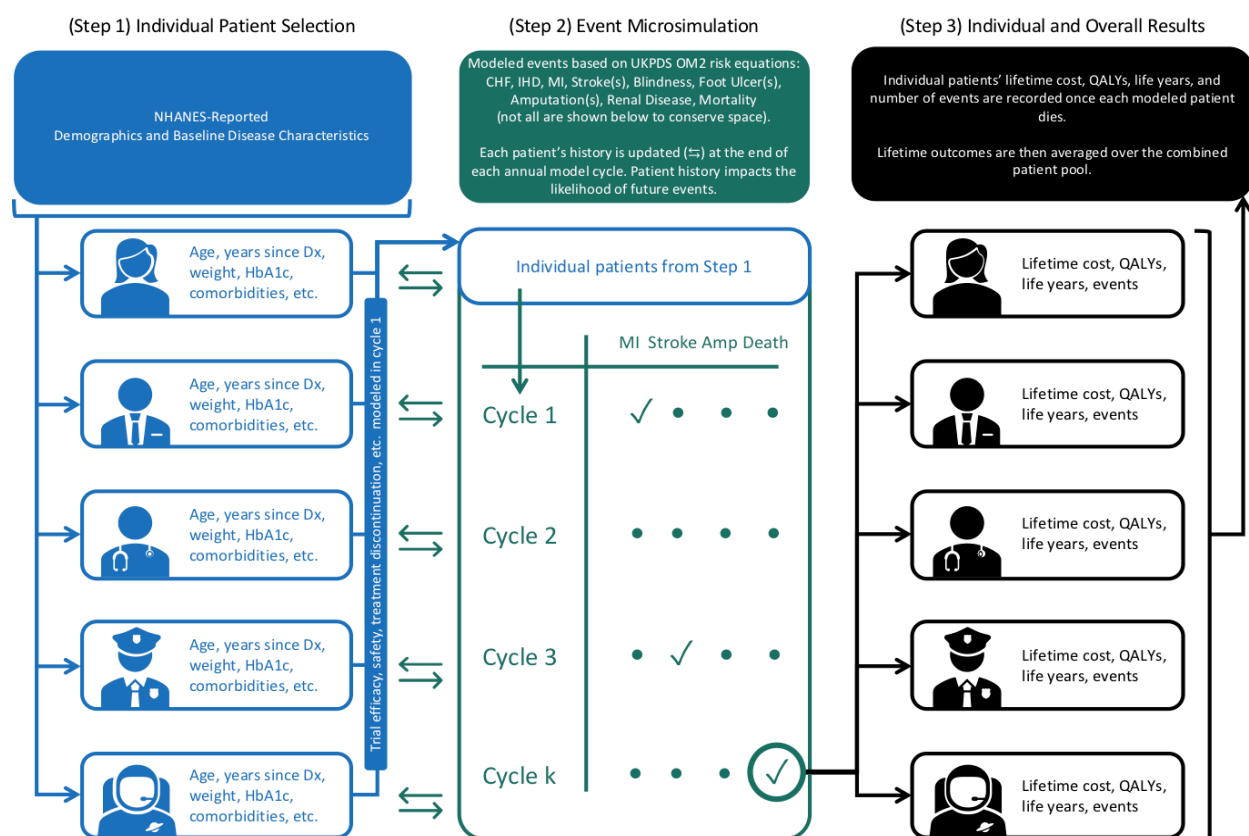 (Step 1) Individual Patient Selection
NHANES-Reported
Demographics and Baseline Disease Characteristics
Age, years since Dx,
weight, HbA1c,
comorbidities, etc.
Age, years since Dx,
weight, HbA1c,
comorbidities, etc.
Age, years since Dx,
weight, HbA1c,
comorbidities, etc.
Age, years since Dx,
weight, HbA1c,
comorbidities, etc.
Age, years since Dx,
weight, HbA1c,
comorbidities, etc.
Trial efficacy, safety, treatment discontinuation, etc. modeled in cycle 1
(Step 2) Event Microsimulation
Modeled events based on UKPDS OM2 risk equations:
CHF, IHD, MI, Stroke(s), Blindness, Foot Ulcer(s),
Amputation(s), Renal Disease, Mortality
(not all are shown below to conserve space).
Each patient's history is updated (⇆) at the end of
each annual model cycle. Patient history impacts the
likelihood of future events.
Individual patients from Step 1
MI Stroke Amp Death
Cycle 1 ✓ • • •
Cycle 2 • • • •
Cycle 3 • ✓ • •
Cycle k • • • ✓
(Step 3) Individual and Overall Results
Individual patients' lifetime cost, QALYs, life years, and
number of events are recorded once each modeled patient
dies.
Lifetime outcomes are then averaged over the combined
patient pool.
Lifetime cost, QALYs,
life years, events
Lifetime cost, QALYs,
life years, events
Lifetime cost, QALYs,
life years, events
Lifetime cost, QALYs,
life years, events
Lifetime cost, QALYs,
life years, events